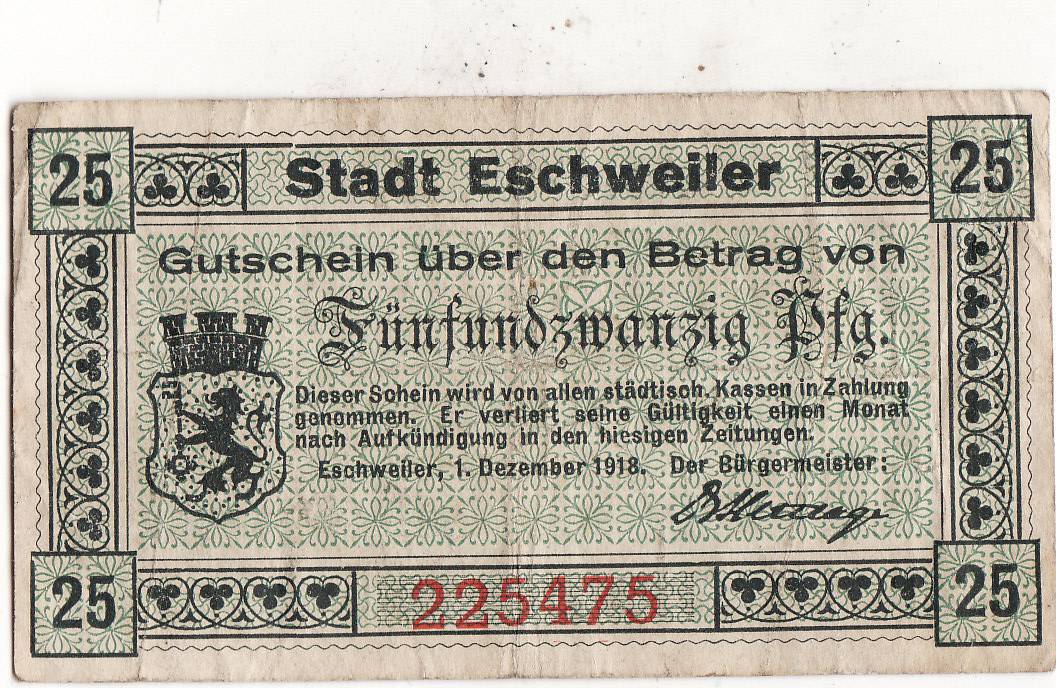 25 Stadt Eschweiler 25
Gutschein über den Betrag von
Fünfundzwanzig Pfg.
Dieser Schein wird von allen städtisch. Kassen in Zahlung
genommen. Er verliert seine Gültigkeit einen Monat
nach Aufkündigung in den hiesigen Zeitungen.
Eschweiler, 1. Dezember 1918. Der Bürgermeister:
25 225475 25